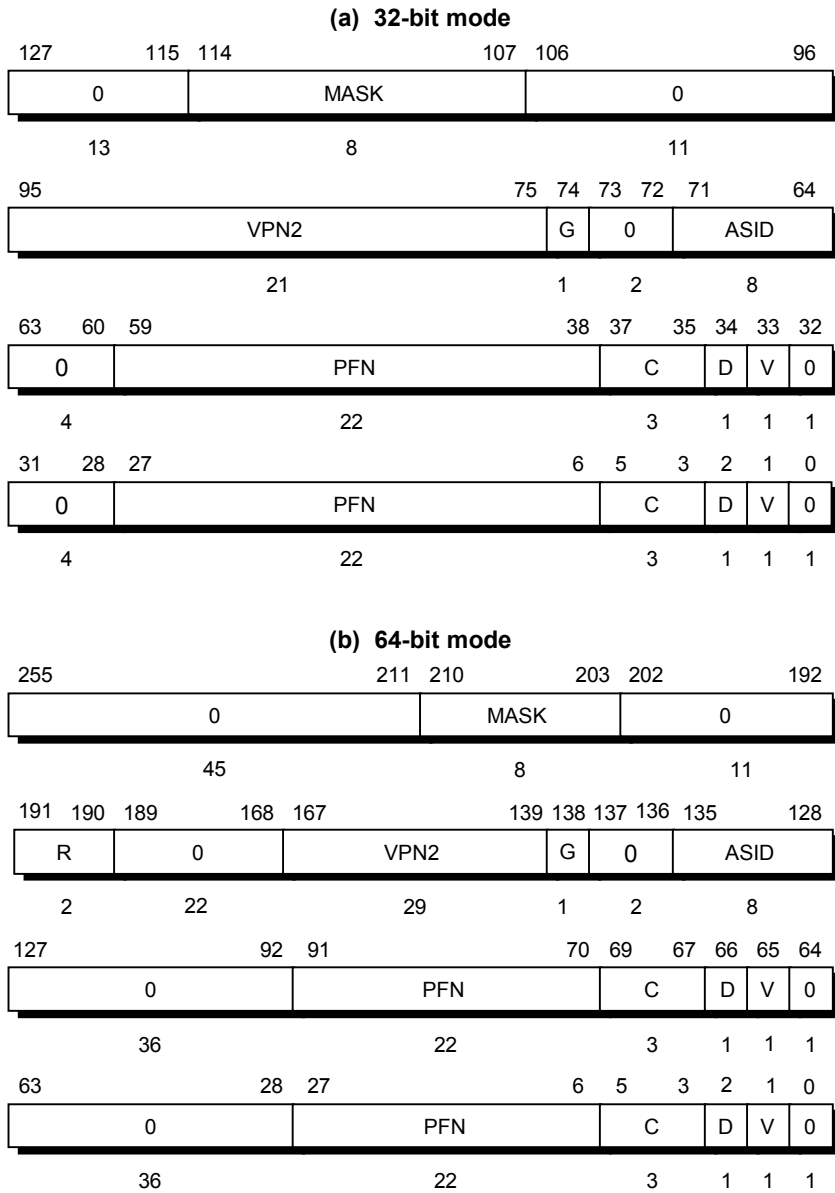 (a) 32-bit mode
127 115 114 107 106 96
0 MASK 0
13 8 11
95 75 74 73 72 71 64
VPN2 G 0 ASID
21 1 2 8
63 60 59 38 37 35 34 33 32
0 PFN C D V 0
4 22 3 1 1 1
31 28 27 6 5 3 2 1 0
0 PFN C D V 0
4 22 3 1 1 1
(b) 64-bit mode
255 211 210 203 202 192
0 MASK 0
45 8 11
191 190 189 168 167 139 138 137 136 135 128
R 0 VPN2 G 0 ASID
2 22 29 1 2 8
127 92 91 70 69 67 66 65 64
0 PFN C D V 0
36 22 3 1 1 1
63 28 27 6 5 3 2 1 0
0 PFN C D V 0
36 22 3 1 1 1